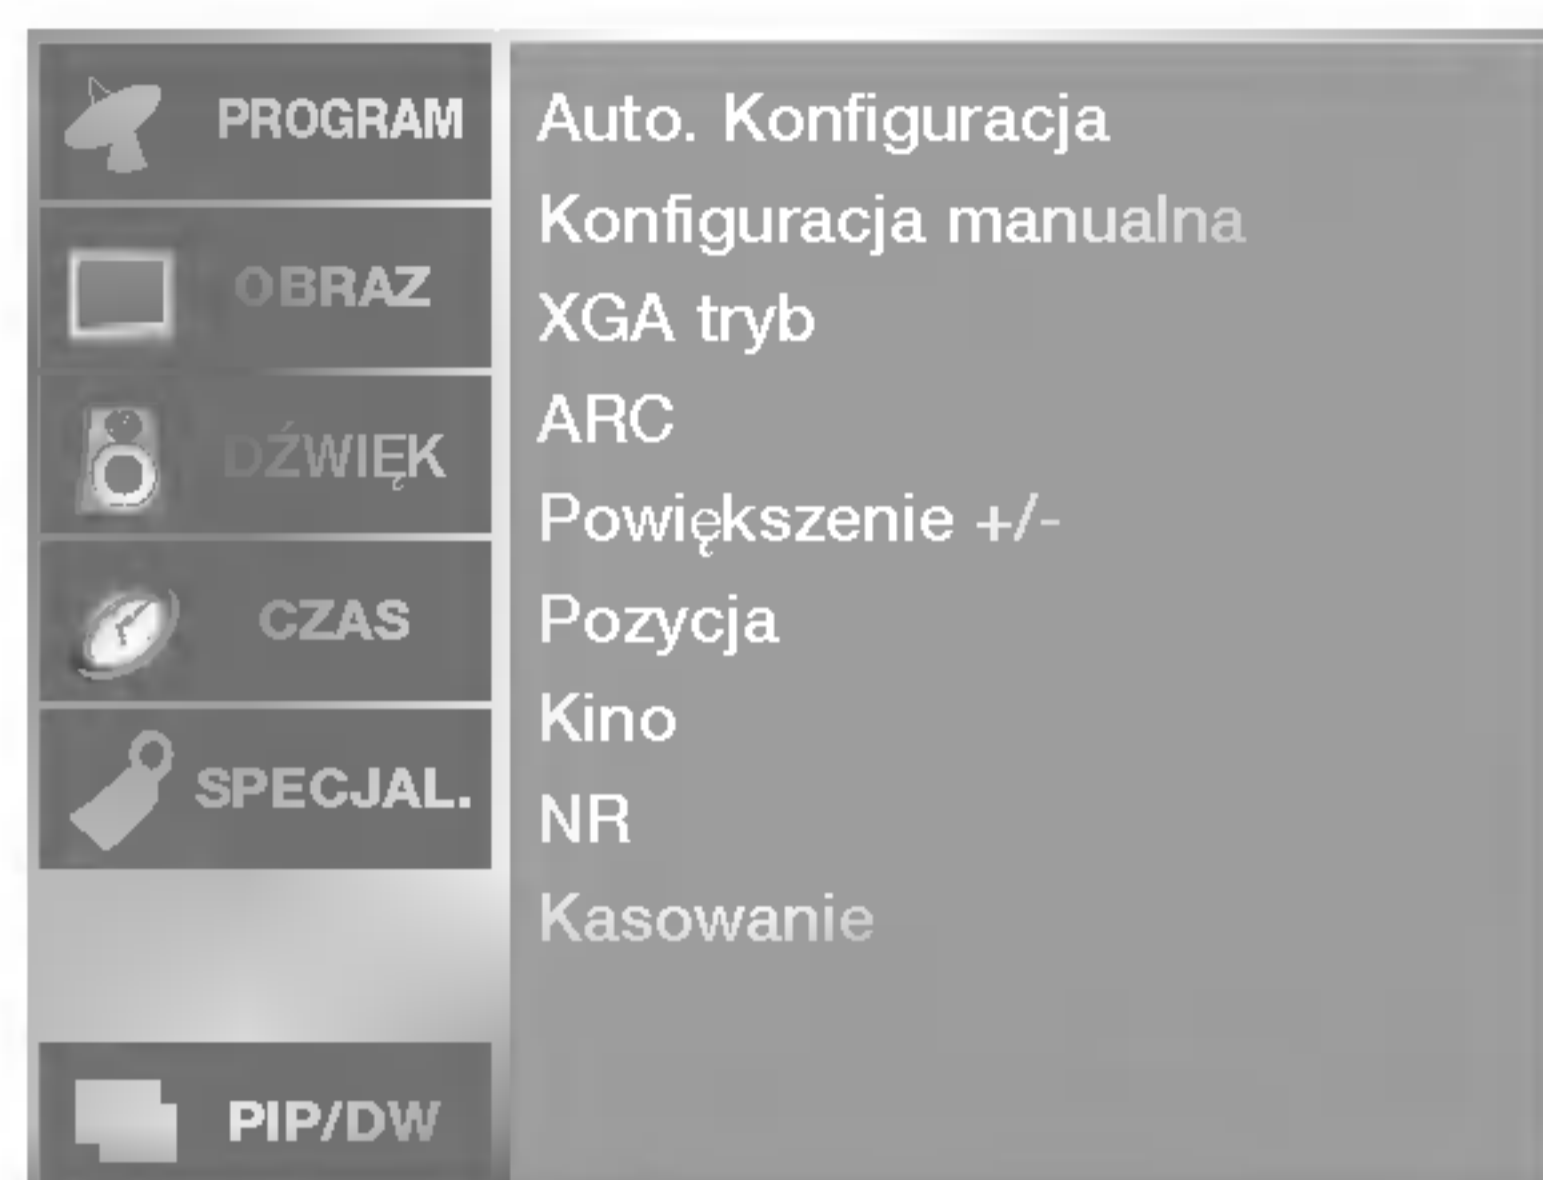 PROGRAM
OBRAZ
DŹWIĘK
CZAS
SPECJAL.
PIP/DW
Auto. Konfiguracja
Konfiguracja manualna
XGA tryb
ARC
Powiększenie +/-
Pozycja
Kino
NR
Kasowanie